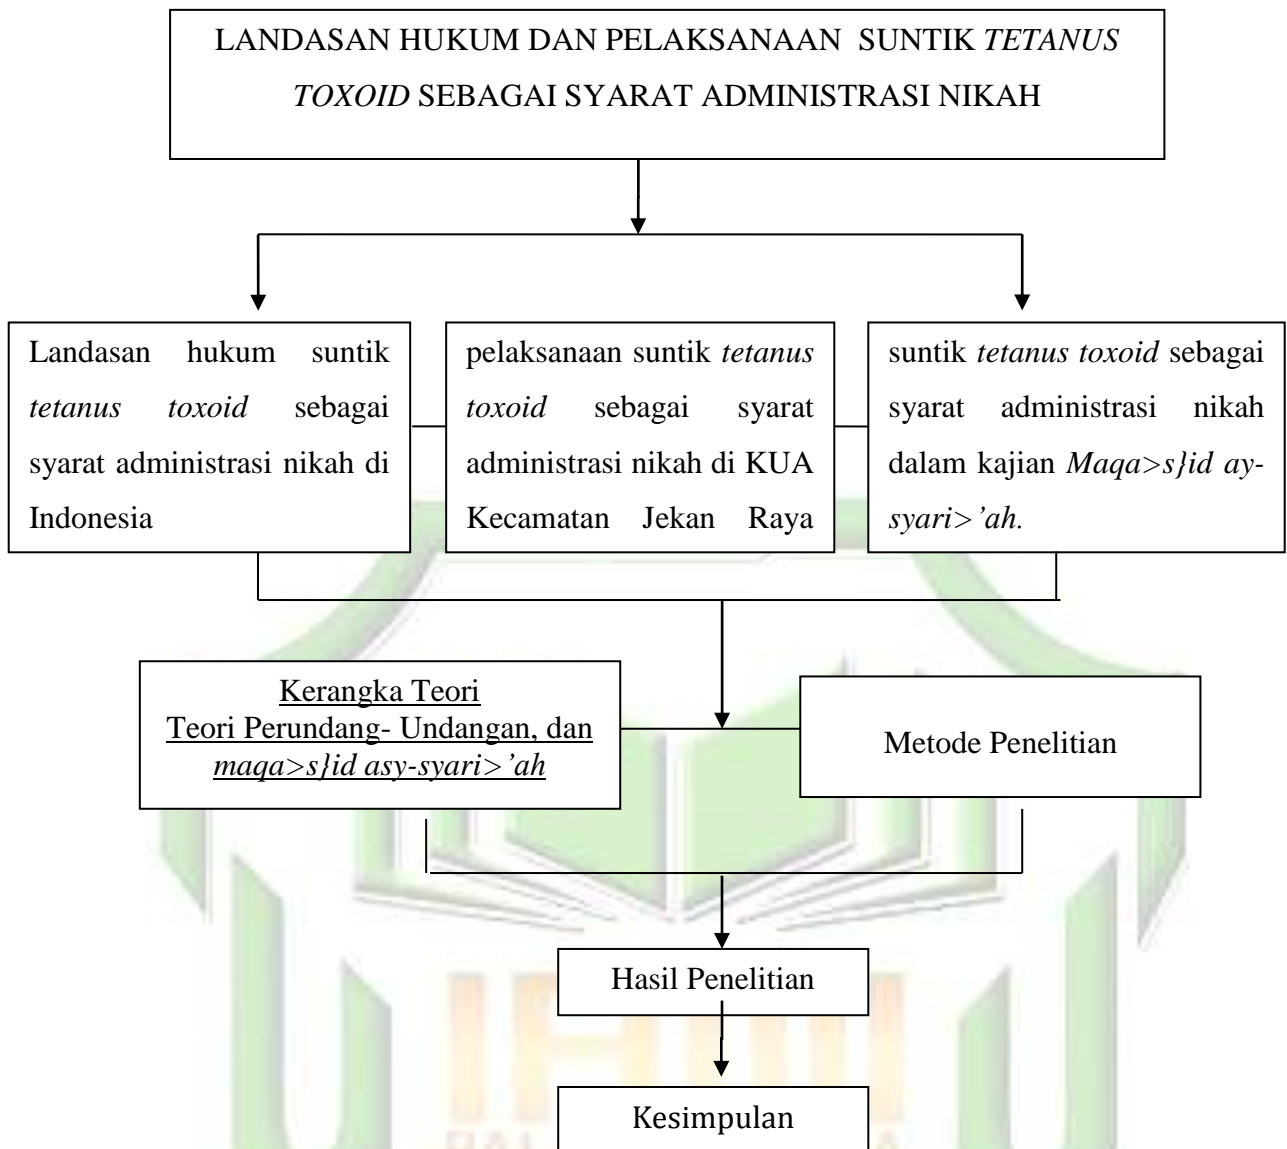 LANDASAN HUKUM DAN PELAKSANAAN SUNTIK TETANUS
TOXOID SEBAGAI SYARAT ADMINISTRASI NIKAH
Landasan hukum suntik
tetanus toxoid sebagai
syarat administrasi nikah di
Indonesia
pelaksanaan suntik tetanus
toxoid sebagai syarat
administrasi nikah di KUA
Kecamatan Jekan Raya
suntik tetanus toxoid sebagai
syarat administrasi nikah
dalam kajian Maqa>s}id ay-
syari>’ah.
Kerangka Teori
Teori Perundang- Undangan, dan
maqa>s}id asy-syari>’ah
Metode Penelitian
Hasil Penelitian
Kesimpulan